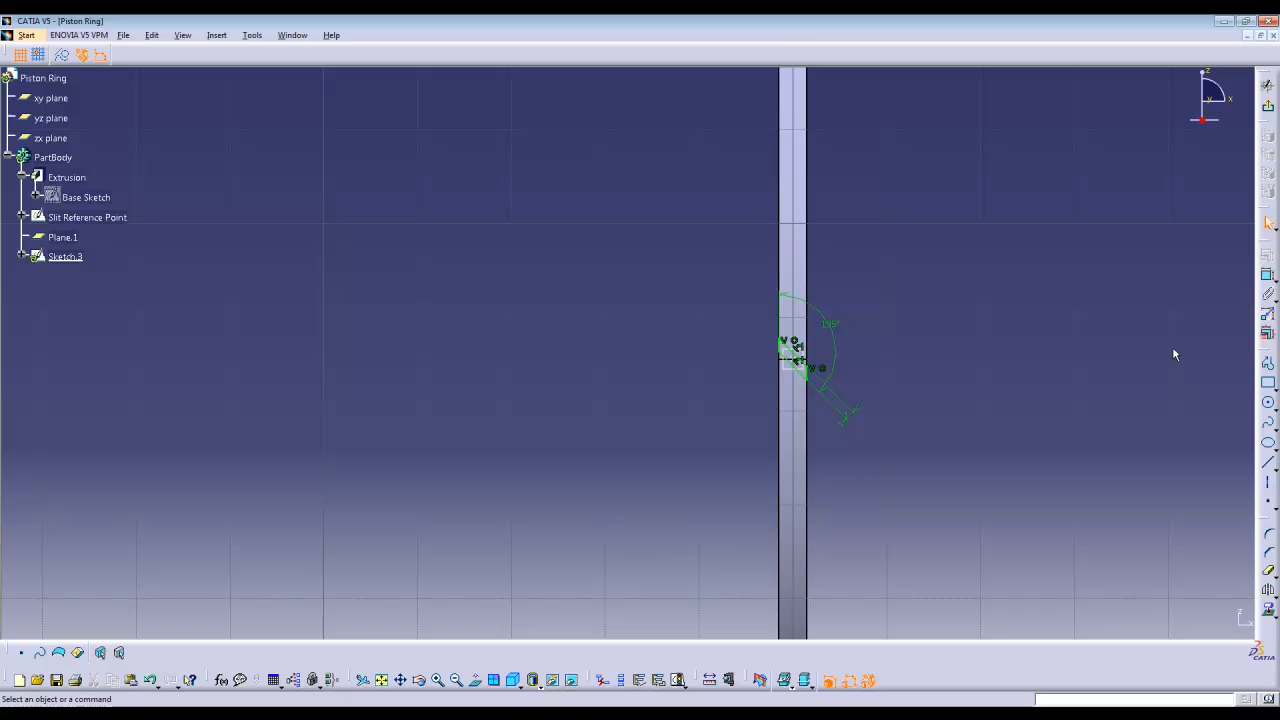 CATIA V5 - [Piston Ring]
Start ENOVIA V5 VPM File Edit View Insert Tools Window Help
Piston Ring
xy plane
yz plane
zx plane
PartBody
Extrusion
Base Sketch
Slit Reference Point
Plane.1
Sketch.3
z
y x
V
V
z
x
CATIA
Select an object or a command